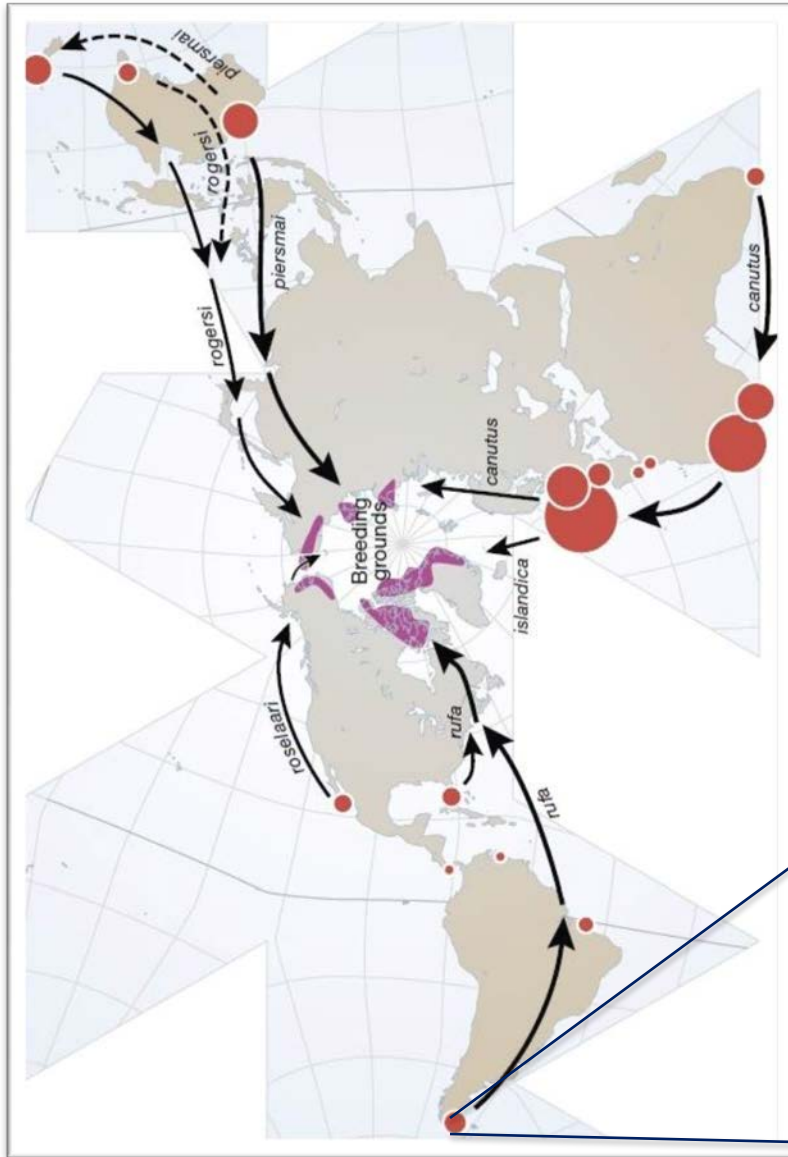 piersmai
rogersi
piersmai
rogersi
canutus
canutus
Breeding
grounds
islandica
roselaari
rufa
rufa